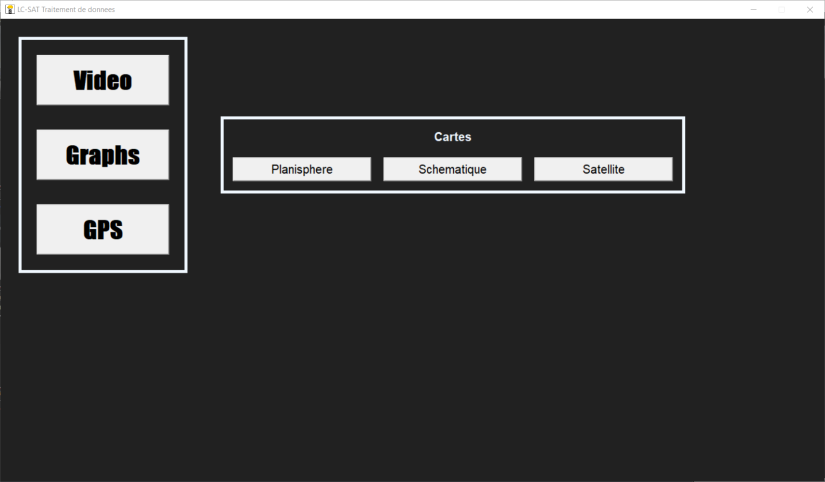 LC-SAT Traitement de donnees
Video
Graphs
GPS
Cartes
Planisphere
Schematique
Satellite